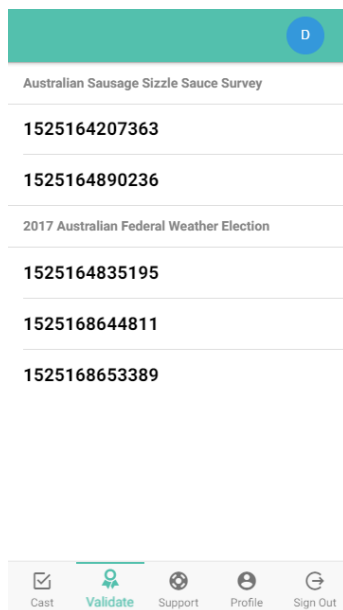 D
Australian Sausage Sizzle Sauce Survey
1525164207363
1525164890236
2017 Australian Federal Weather Election
1525164835195
1525168644811
1525168653389
Cast Validate Support Profile Sign Out